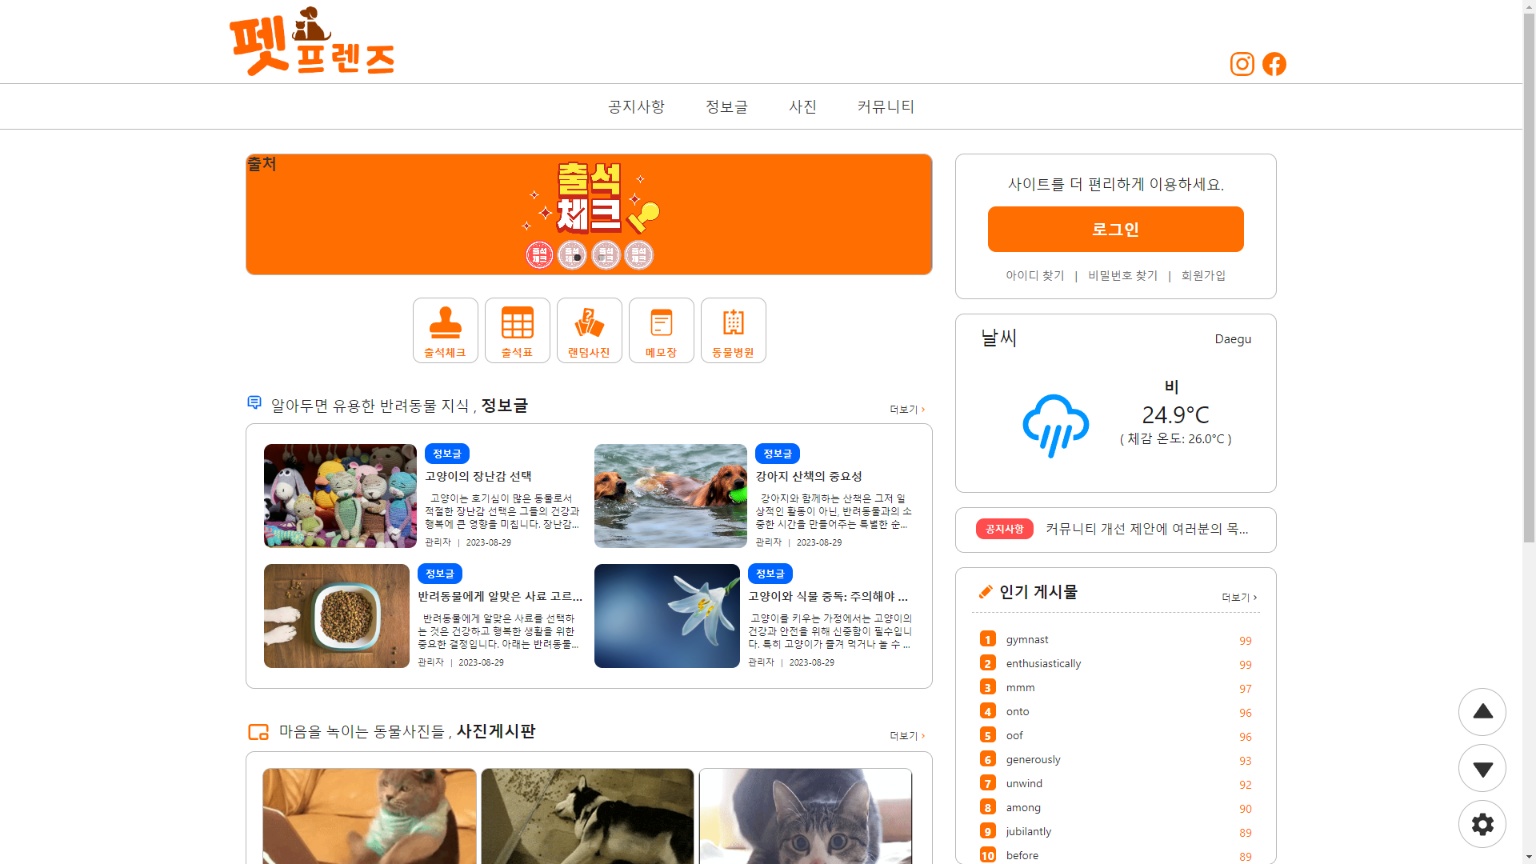 펫프렌즈
공지사항 정보글 사진 커뮤니티
출처
출석
체크
사이트를 더 편리하게 이용하세요.
로그인
아이디 찾기 | 비밀번호 찾기 | 회원가입
출석체크 출석표 랜덤사진 메모장 동물병원
날씨 Daegu
비
24.9°C
( 체감 온도: 26.0°C )
알아두면 유용한 반려동물 지식 , 정보글 더보기 ›
정보글
고양이의 장난감 선택
고양이는 호기심이 많은 동물로서
적절한 장난감 선택은 그들의 건강과
행복에 큰 영향을 미칩니다. 장난감...
관리자 | 2023-08-29
정보글
강아지 산책의 중요성
강아지와 함께하는 산책은 그저 일
상적인 활동이 아닌, 반려동물과의 소
중한 시간을 만들어주는 특별한 순...
관리자 | 2023-08-29
정보글
반려동물에게 알맞은 사료 고르...
반려동물에게 알맞은 사료를 선택하
는 것은 건강하고 행복한 생활을 위한
중요한 결정입니다. 아래는 반려동물...
관리자 | 2023-08-29
정보글
고양이와 식물 중독: 주의해야 ...
고양이를 키우는 가정에서는 고양이의
건강과 안전을 위해 신중함이 필수입니
다. 특히 고양이가 즐겨 먹거나 놀 수 ...
관리자 | 2023-08-29
공지사항 커뮤니티 개선 제안에 여러분의 목...
인기 게시물 더보기 ›
1 gymnast 99
2 enthusiastically 99
3 mmm 97
4 onto 96
5 oof 96
6 generously 93
7 unwind 92
8 among 90
9 jubilantly 89
10 before 89
마음을 녹이는 동물사진들 , 사진게시판 더보기 ›